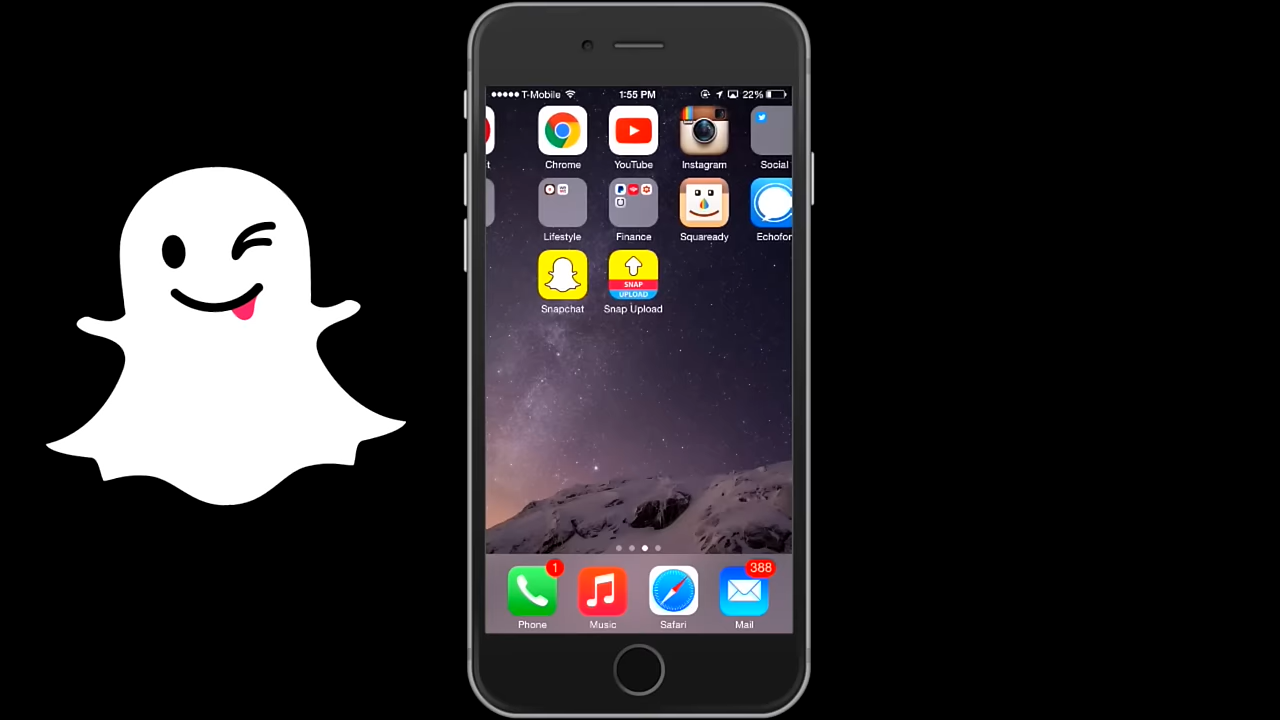 T-Mobile 1:55 PM 22%
t Chrome YouTube Instagram Social
Lifestyle Finance Squaready Echofor
SNAP
UPLOAD
Snapchat Snap Upload
1 388
Phone Music Safari Mail